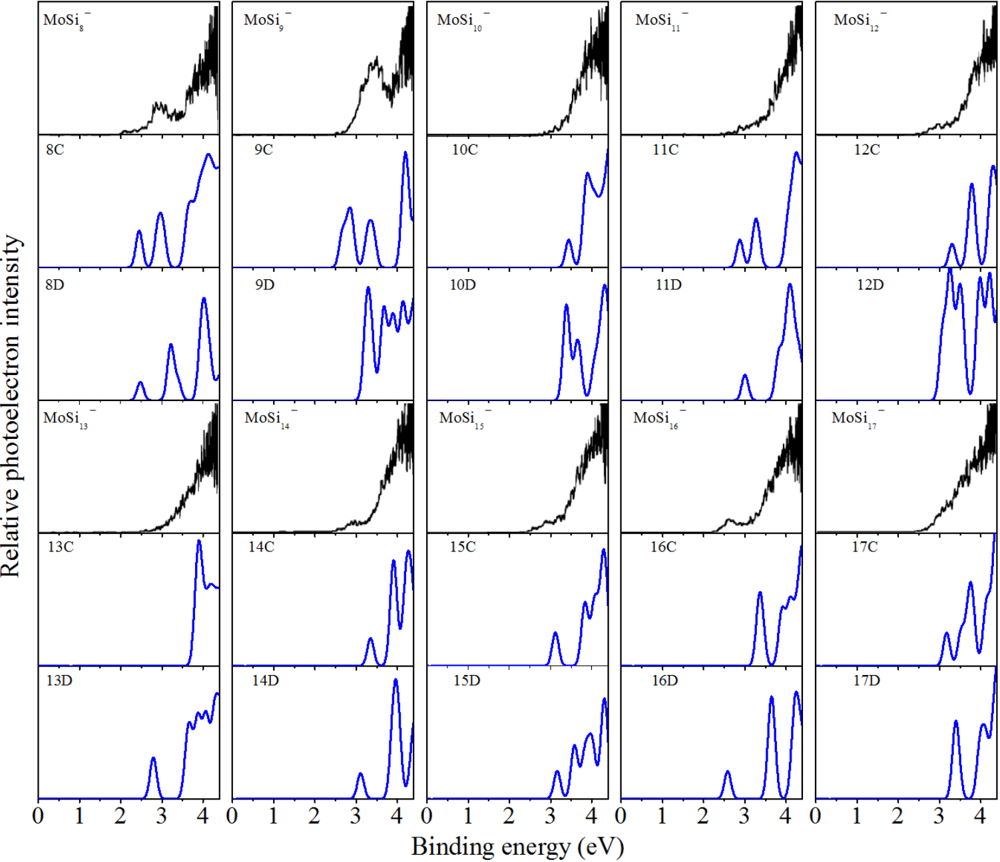 Relative photoelectron intensity
MoSi₈⁻ MoSi₉⁻ MoSi₁₀⁻ MoSi₁₁⁻ MoSi₁₂⁻
8C 9C 10C 11C 12C
8D 9D 10D 11D 12D
MoSi₁₃⁻ MoSi₁₄⁻ MoSi₁₅⁻ MoSi₁₆⁻ MoSi₁₇⁻
13C 14C 15C 16C 17C
13D 14D 15D 16D 17D
0 1 2 3 4 0 1 2 3 4 0 1 2 3 4 0 1 2 3 4 0 1 2 3 4
Binding energy (eV)